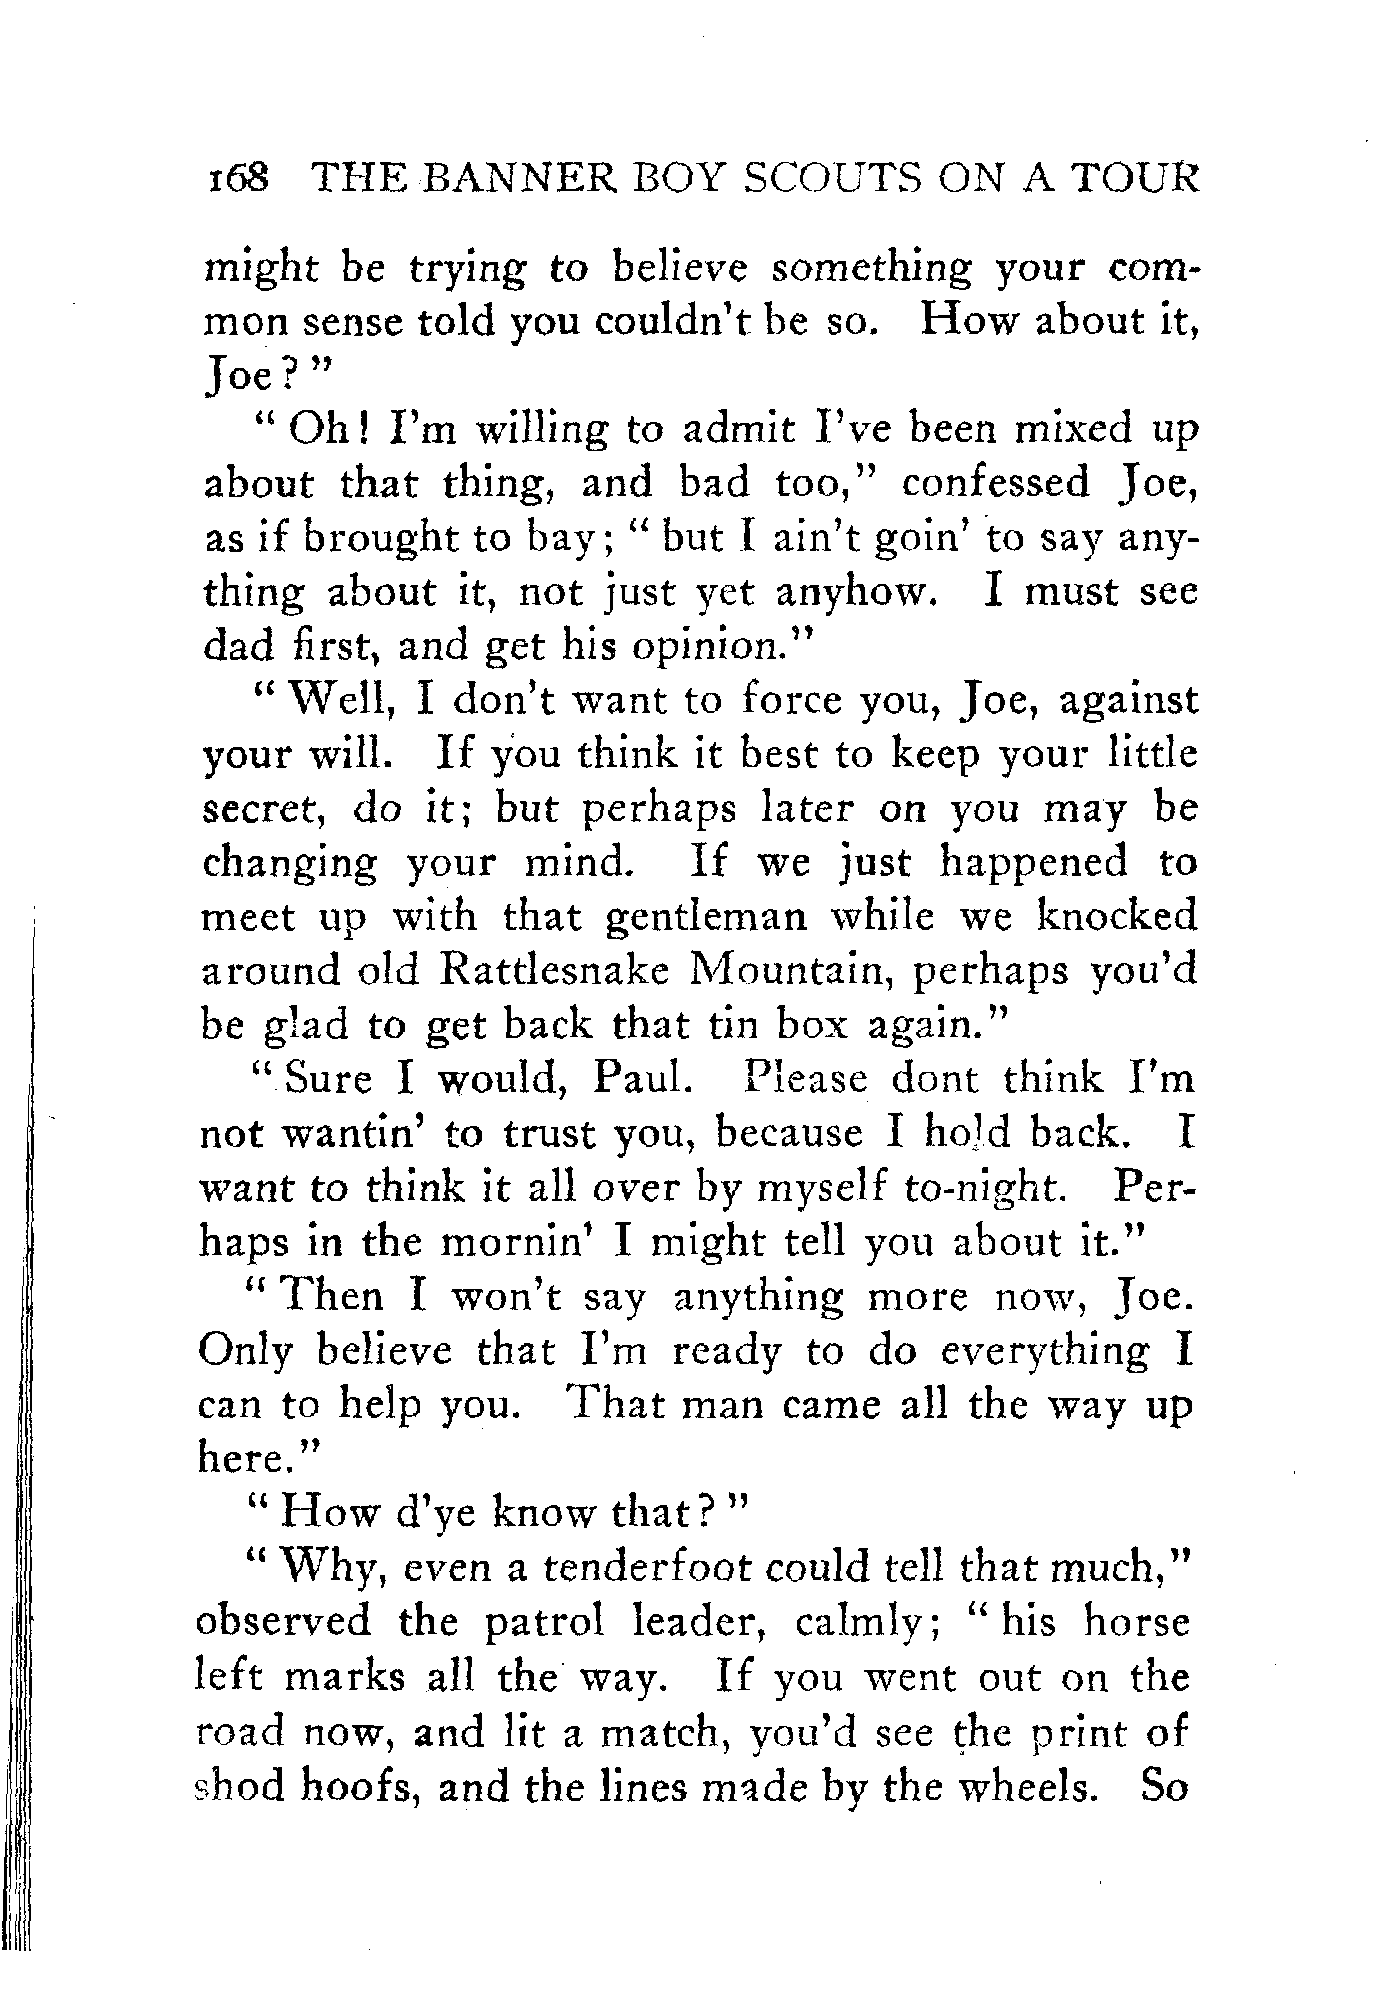 168 THE BANNER BOY SCOUTS ON A TOUR
might be trying to believe something your com-
mon sense told you couldn't be so. How about it,
Joe?"
"Oh! I'm willing to admit I've been mixed up
about that thing, and bad too," confessed Joe,
as if brought to bay; "but I ain't goin' to say any-
thing about it, not just yet anyhow. I must see
dad first, and get his opinion."
"Well, I don't want to force you, Joe, against
your will. If you think it best to keep your little
secret, do it; but perhaps later on you may be
changing your mind. If we just happened to
meet up with that gentleman while we knocked
around old Rattlesnake Mountain, perhaps you'd
be glad to get back that tin box again."
"Sure I would, Paul. Please dont think I'm
not wantin' to trust you, because I hold back. I
want to think it all over by myself to-night. Per-
haps in the mornin' I might tell you about it."
"Then I won't say anything more now, Joe.
Only believe that I'm ready to do everything I
can to help you. That man came all the way up
here."
"How d'ye know that?"
"Why, even a tenderfoot could tell that much,"
observed the patrol leader, calmly; "his horse
left marks all the way. If you went out on the
road now, and lit a match, you'd see the print of
shod hoofs, and the lines made by the wheels. So